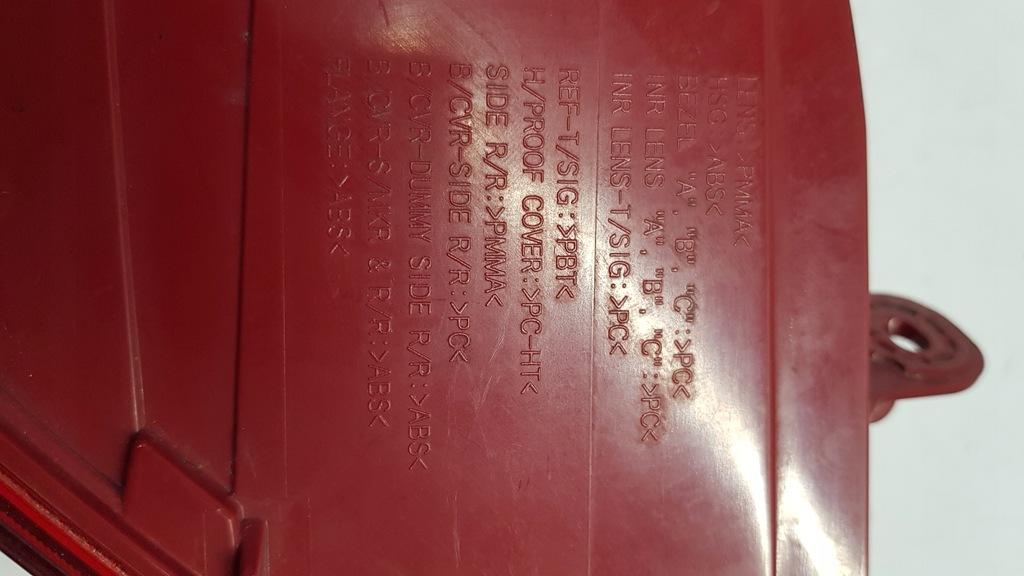 LENS:>PMMA<
HSG:>ABS<
BEZEL "A","B","C":>PC<
INR LENS "A","B","C":>PC<
INR LENS-T/SIG:>PC<
REF-T/SIG:>PBT<
H/PROOF COVER:>PC-HT<
SIDE R/R:>PMMA<
B/CVR-SIDE R/R:>PC<
B/CVR-DUMMY SIDE R/R:>ABS<
B/CVR-S/MKR & R/R:>ABS<
FLANGE:>ABS<